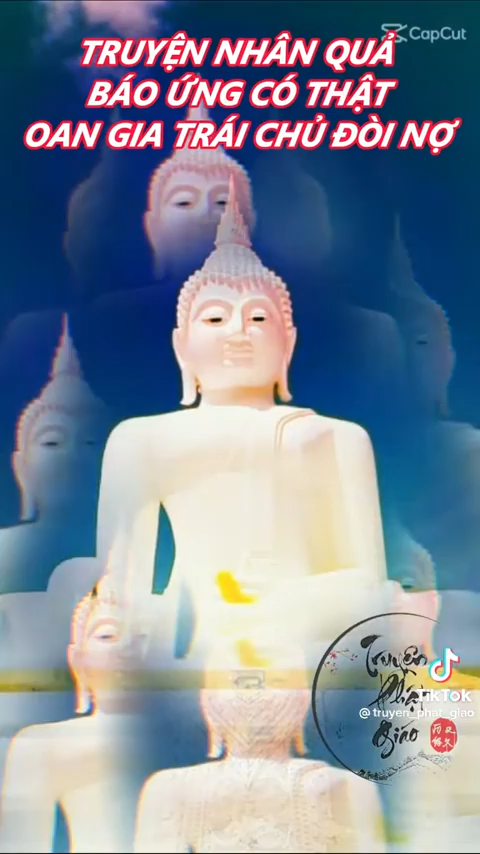 CapCut
TRUYỆN NHÂN QUẢ
BÁO ỨNG CÓ THẬT
OAN GIA TRÁI CHỦ ĐÒI NỢ
Truyện
Phật
Giáo
TikTok
@truyen_phat_giao